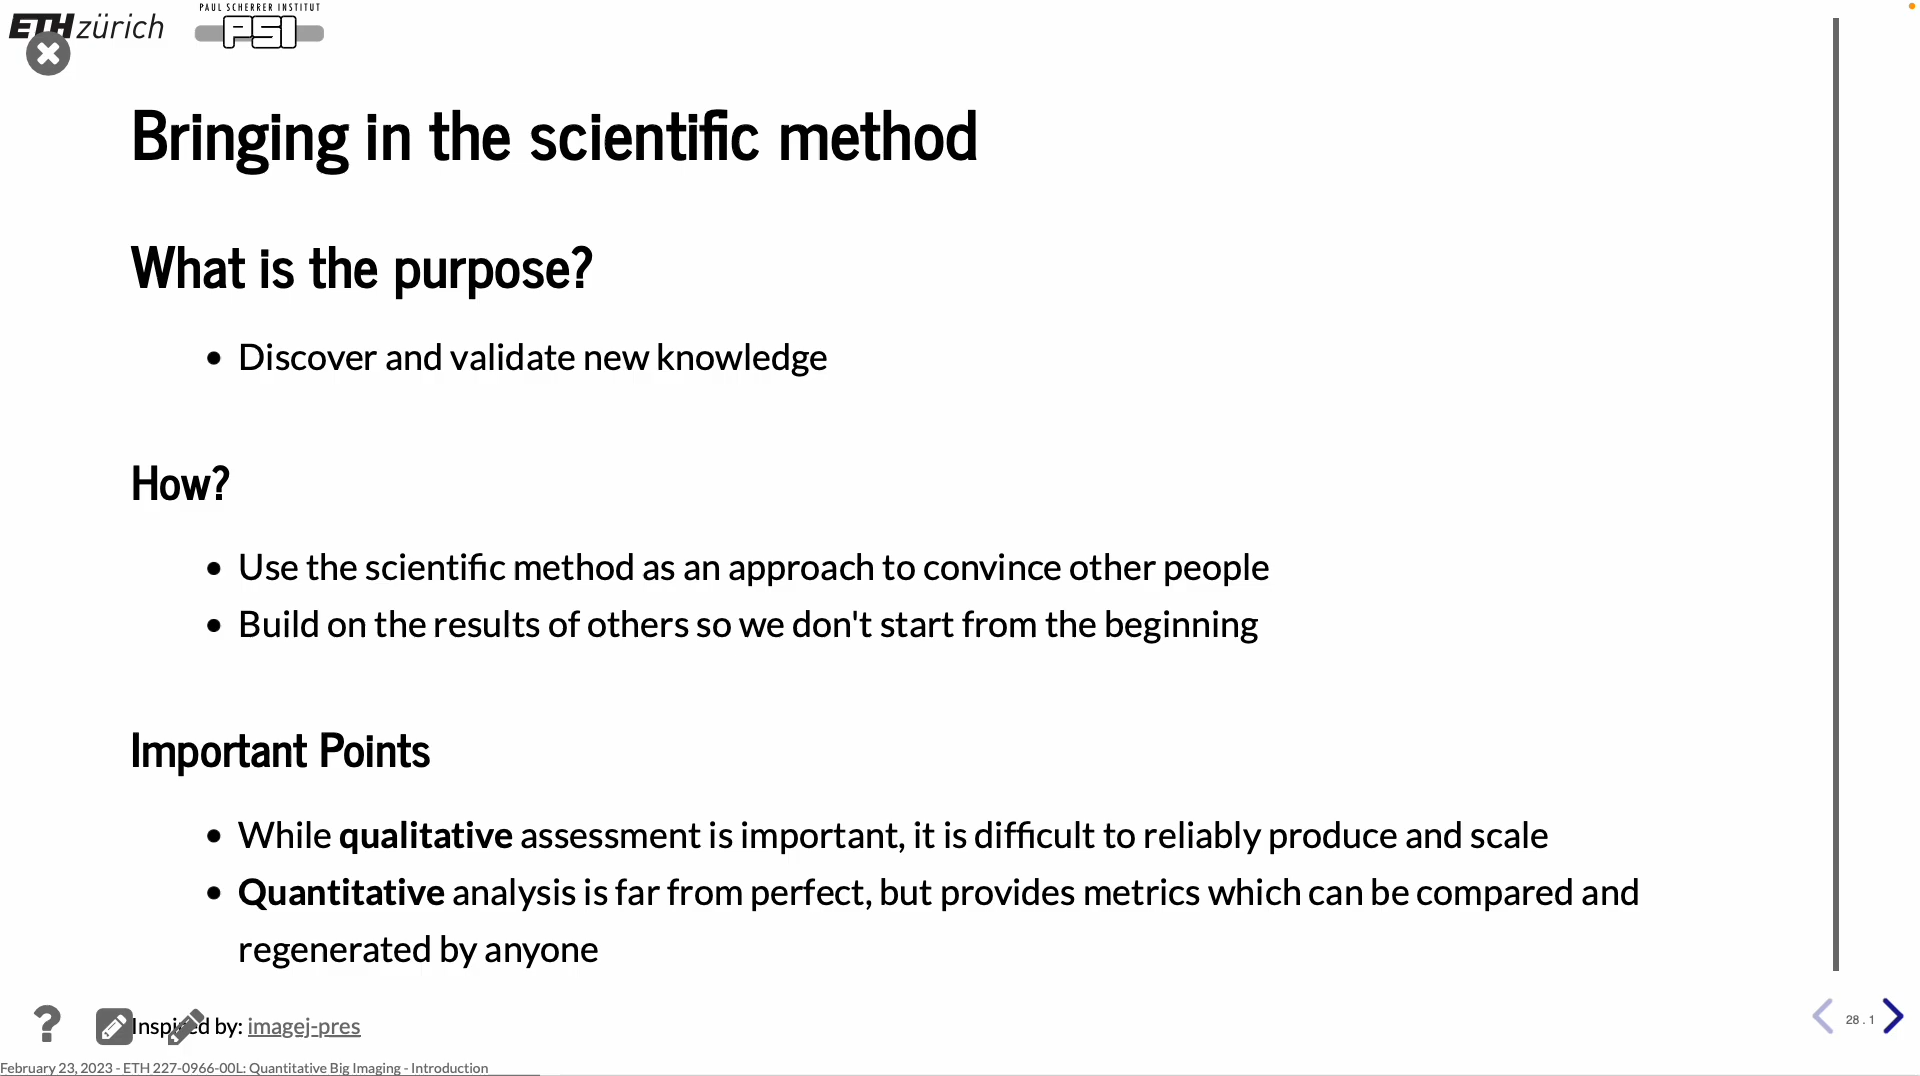 ETH zürich
PAUL SCHERRER INSTITUT
PSI
Bringing in the scientific method
What is the purpose?
Discover and validate new knowledge
How?
Use the scientific method as an approach to convince other people
Build on the results of others so we don't start from the beginning
Important Points
While qualitative assessment is important, it is difficult to reliably produce and scale
Quantitative analysis is far from perfect, but provides metrics which can be compared and
regenerated by anyone
Inspired by: imagej-pres
28 . 1
February 23, 2023 - ETH 227-0966-00L: Quantitative Big Imaging - Introduction